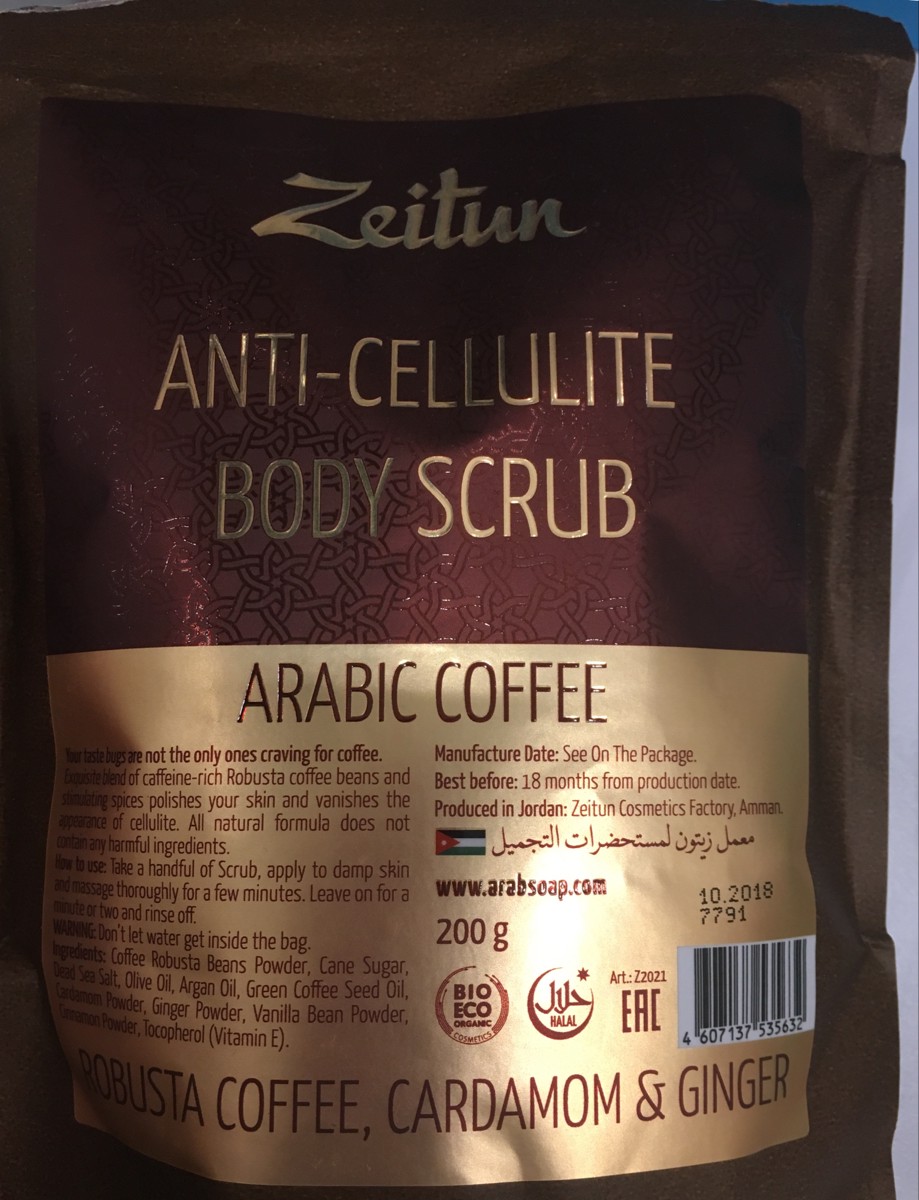 Zeitun
ANTI-CELLULITE
BODY SCRUB
ARABIC COFFEE
Your taste bugs are not the only ones craving for coffee.
Exquisite blend of caffeine-rich Robusta coffee beans and
stimulating spices polishes your skin and vanishes the
appearance of cellulite. All natural formula does not
contain any harmful ingredients.
How to use: Take a handful of Scrub, apply to damp skin
and massage thoroughly for a few minutes. Leave on for a
minute or two and rinse off.
WARNING: Don't let water get inside the bag.
Ingredients: Coffee Robusta Beans Powder, Cane Sugar,
Dead Sea Salt, Olive Oil, Argan Oil, Green Coffee Seed Oil,
Cardamom Powder, Ginger Powder, Vanilla Bean Powder,
Cinnamon Powder, Tocopherol (Vitamin E).
Manufacture Date: See On The Package.
Best before: 18 months from production date.
Produced in Jordan: Zeitun Cosmetics Factory, Amman.
معمل زيتون لمستحضرات التجميل
www.arabsoap.com
10.2018
7791
200 g
BIO
ECO
ORGANIC
COSMETICS
حلال
HALAL
Art.: Z2021
EAC
4 607137 535632
ROBUSTA COFFEE, CARDAMOM & GINGER